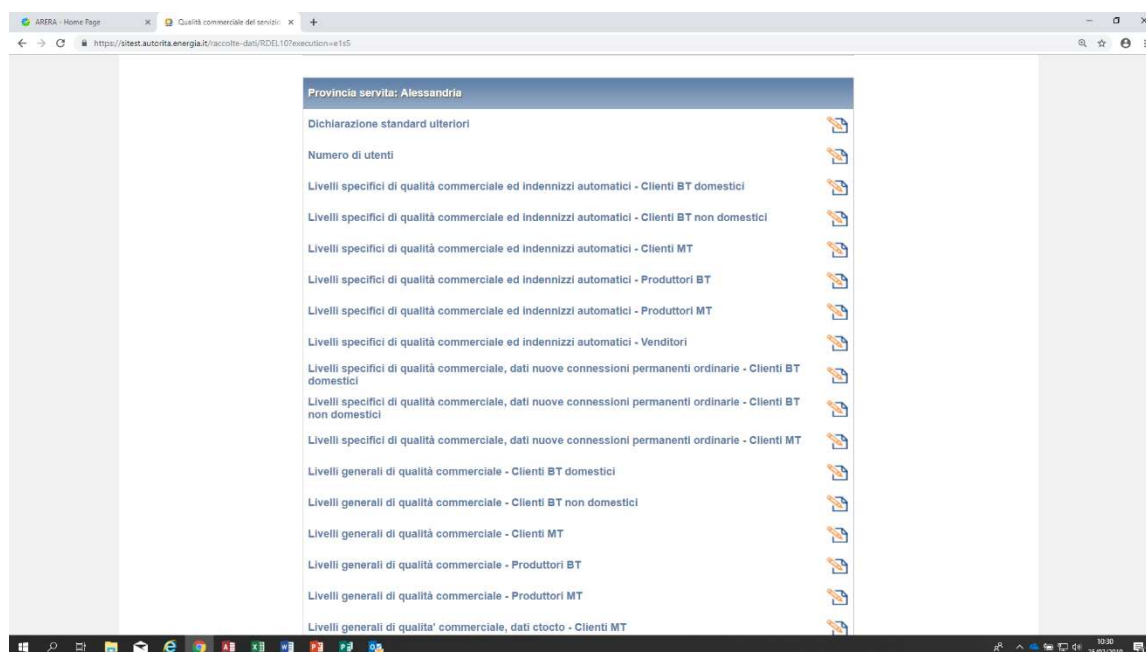 ARERA - Home Page
Qualità commerciale del servizio
https://sitest.autorita.energia.it/raccolte-dati/RDEL10?execution=e1s5
Provincia servita: Alessandria
Dichiarazione standard ulteriori
Numero di utenti
Livelli specifici di qualità commerciale ed indennizzi automatici - Clienti BT domestici
Livelli specifici di qualità commerciale ed indennizzi automatici - Clienti BT non domestici
Livelli specifici di qualità commerciale ed indennizzi automatici - Clienti MT
Livelli specifici di qualità commerciale ed indennizzi automatici - Produttori BT
Livelli specifici di qualità commerciale ed indennizzi automatici - Produttori MT
Livelli specifici di qualità commerciale ed indennizzi automatici - Venditori
Livelli specifici di qualità commerciale, dati nuove connessioni permanenti ordinarie - Clienti BT
domestici
Livelli specifici di qualità commerciale, dati nuove connessioni permanenti ordinarie - Clienti BT
non domestici
Livelli specifici di qualità commerciale, dati nuove connessioni permanenti ordinarie - Clienti MT
Livelli generali di qualità commerciale - Clienti BT domestici
Livelli generali di qualità commerciale - Clienti BT non domestici
Livelli generali di qualità commerciale - Clienti MT
Livelli generali di qualità commerciale - Produttori BT
Livelli generali di qualità commerciale - Produttori MT
Livelli generali di qualita' commerciale, dati ctocto - Clienti MT
10:30